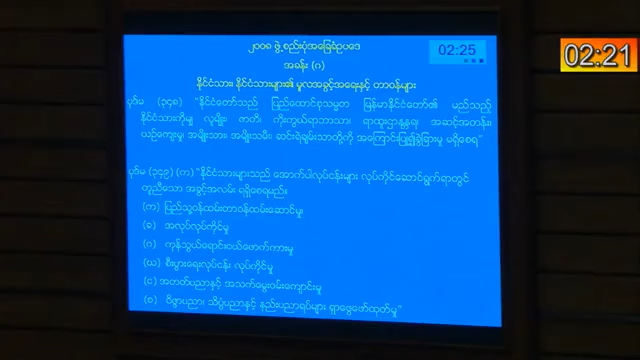 ၂၀၀၈ ဖွဲ့စည်းပုံအခြေခံဥပဒေ
02:25
02:21
အခန်း (၈)
နိုင်ငံသား၊ နိုင်ငံသားများ၏ မူလအခွင့်အရေးနှင့် တာဝန်များ
ပုဒ်မ (၃၄၈) “နိုင်ငံတော်သည် ပြည်ထောင်စုသမ္မတ မြန်မာနိုင်ငံတော်၏ မည်သည့်
နိုင်ငံသားကိုမျှ လူမျိုး၊ ဇာတိ၊ ကိုးကွယ်ရာဘာသာ၊ ရာထူးဌာနန္တရ၊ အဆင့်အတန်း၊
ယဉ်ကျေးမှု၊ အမျိုးသား၊ အမျိုးသမီး၊ ဆင်းရဲချမ်းသာတို့ကို အကြောင်းပြု၍ခွဲခြားမှု မရှိစေရ”
ပုဒ်မ (၃၄၉) (က) “နိုင်ငံသားများသည် အောက်ပါလုပ်ငန်းများ လုပ်ကိုင်ဆောင်ရွက်ရာတွင်
တူညီသော အခွင့်အလမ်း ရရှိစေရမည်။
(က) ပြည်သူ့ဝန်ထမ်းတာဝန်ထမ်းဆောင်မှု၊
(ခ) အလုပ်လုပ်ကိုင်မှု
(ဂ) ကုန်သွယ်ရောင်းဝယ်ဖောက်ကားမှု
(ဃ) စီးပွားရေးလုပ်ငန်း လုပ်ကိုင်မှု
(င) အတတ်ပညာနှင့် အသက်မွေးဝမ်းကျောင်းမှု
(စ) ဝိဇ္ဇာပညာ၊ သိပ္ပံပညာနှင့် နည်းပညာရပ်များ ရှာဖွေဖော်ထုတ်မှု”